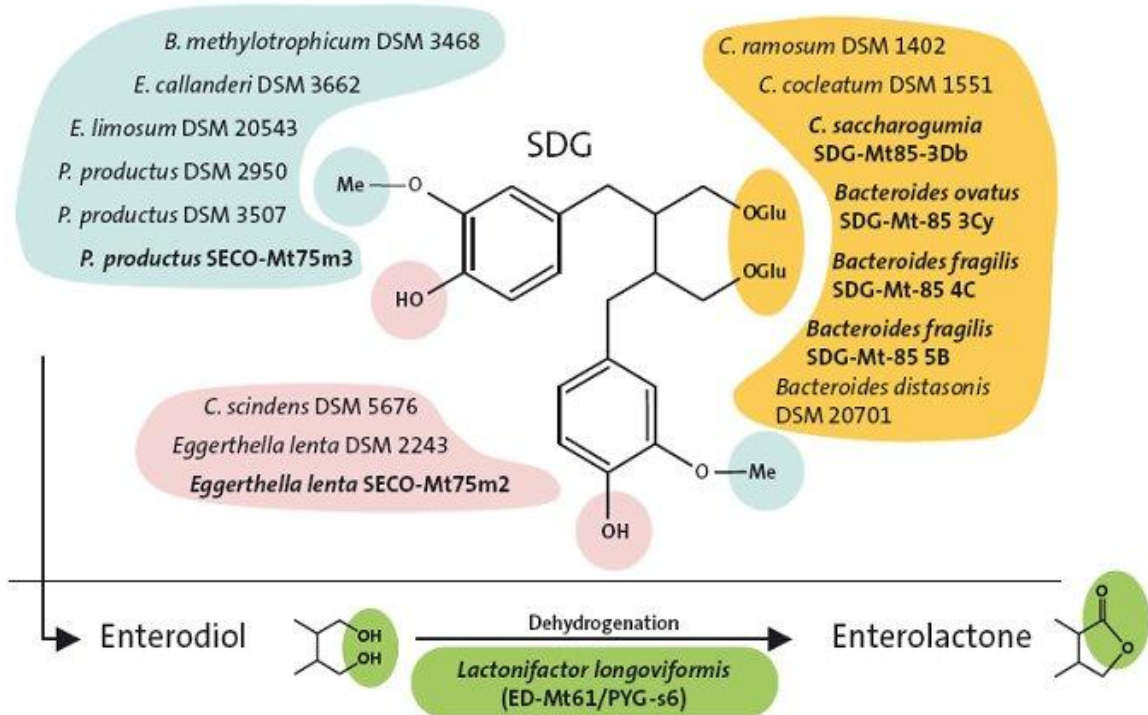 B. methylotrophicum DSM 3468
E. callanderi DSM 3662
E. limosum DSM 20543
P. productus DSM 2950
P. productus DSM 3507
P. productus SECO-Mt75m3
SDG
Me
O
HO
OGlu
OGlu
O
Me
OH
C. ramosum DSM 1402
C. cocleatum DSM 1551
C. saccharogumia
SDG-Mt85-3Db
Bacteroides ovatus
SDG-Mt-85 3Cy
Bacteroides fragilis
SDG-Mt-85 4C
Bacteroides fragilis
SDG-Mt-85 5B
Bacteroides distasonis
DSM 20701
C. scindens DSM 5676
Eggerthella lenta DSM 2243
Eggerthella lenta SECO-Mt75m2
Enterodiol
OH
OH
Dehydrogenation
Lactonifactor longoviformis
(ED-Mt61/PYG-s6)
Enterolactone
O
O